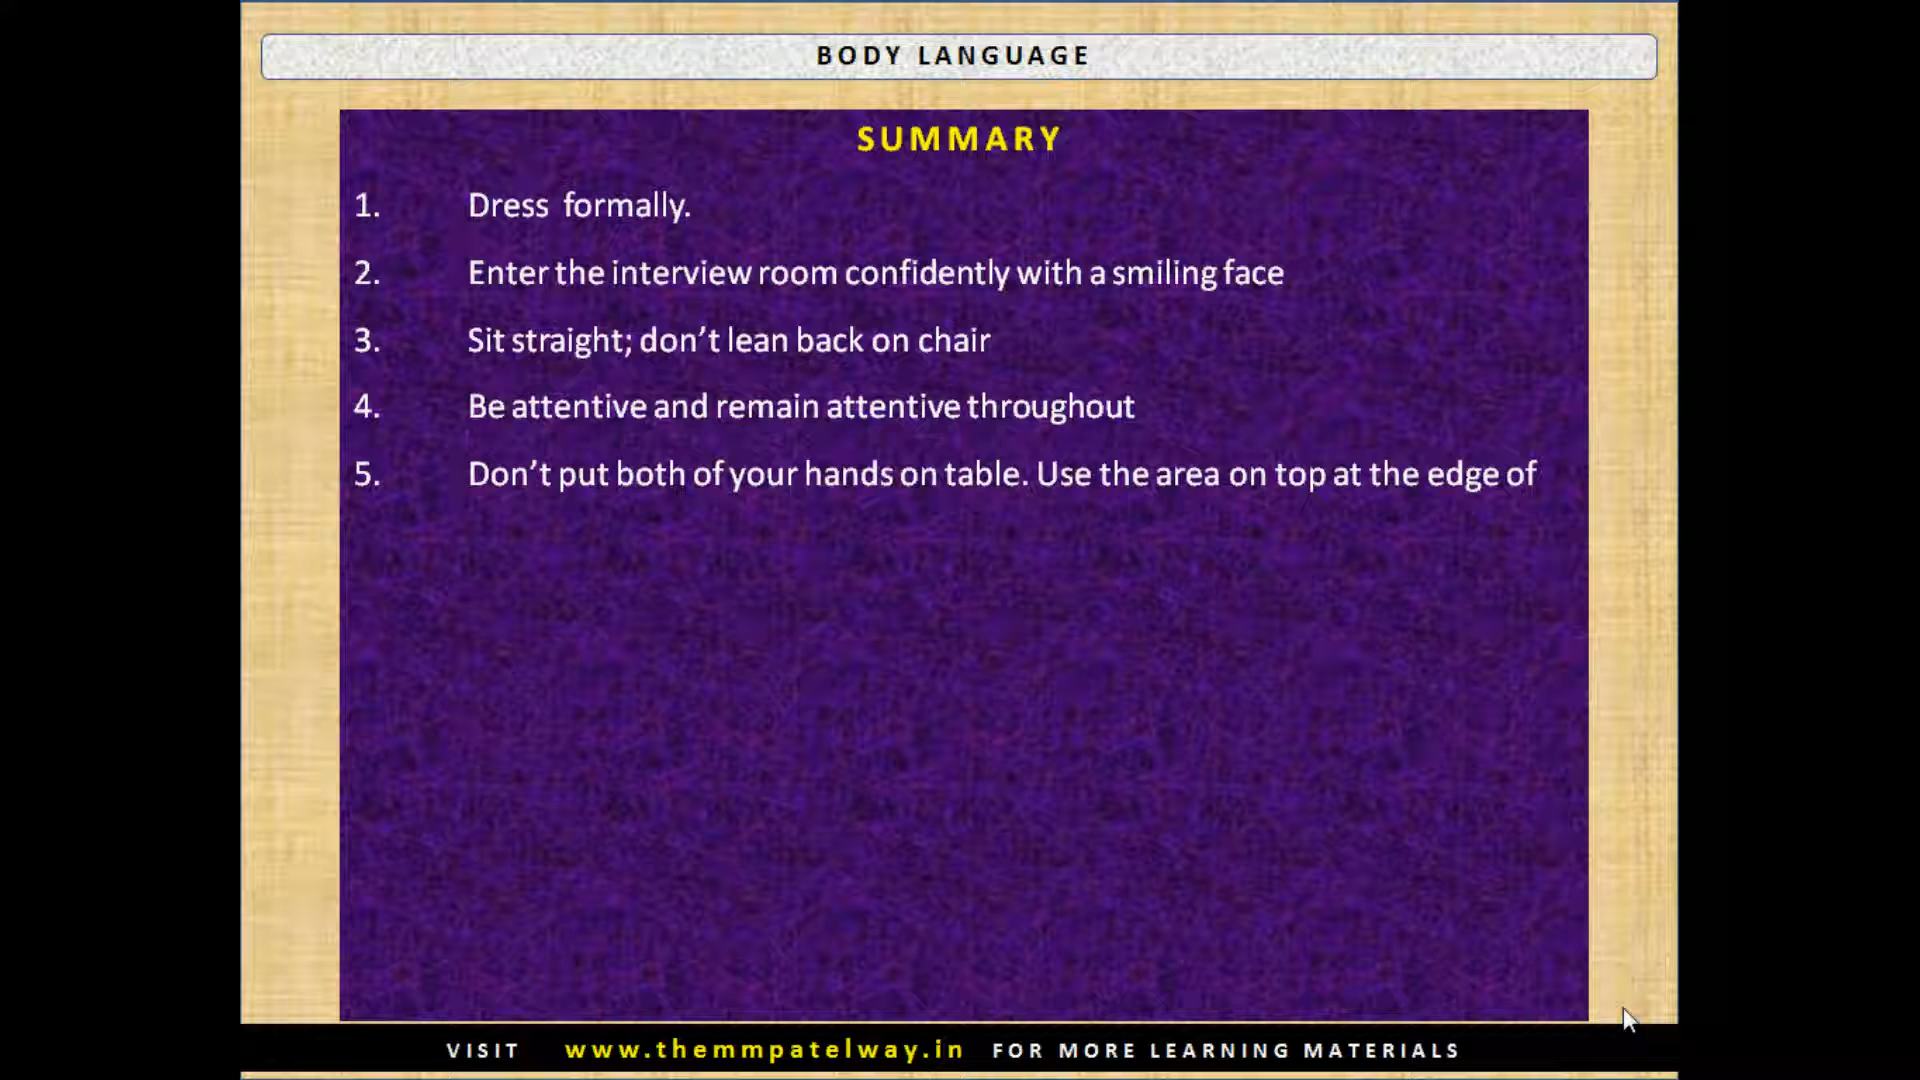 BODY LANGUAGE
SUMMARY
1. Dress formally.
2. Enter the interview room confidently with a smiling face
3. Sit straight; don’t lean back on chair
4. Be attentive and remain attentive throughout
5. Don’t put both of your hands on table. Use the area on top at the edge of
VISIT www.themmpatelway.in FOR MORE LEARNING MATERIALS